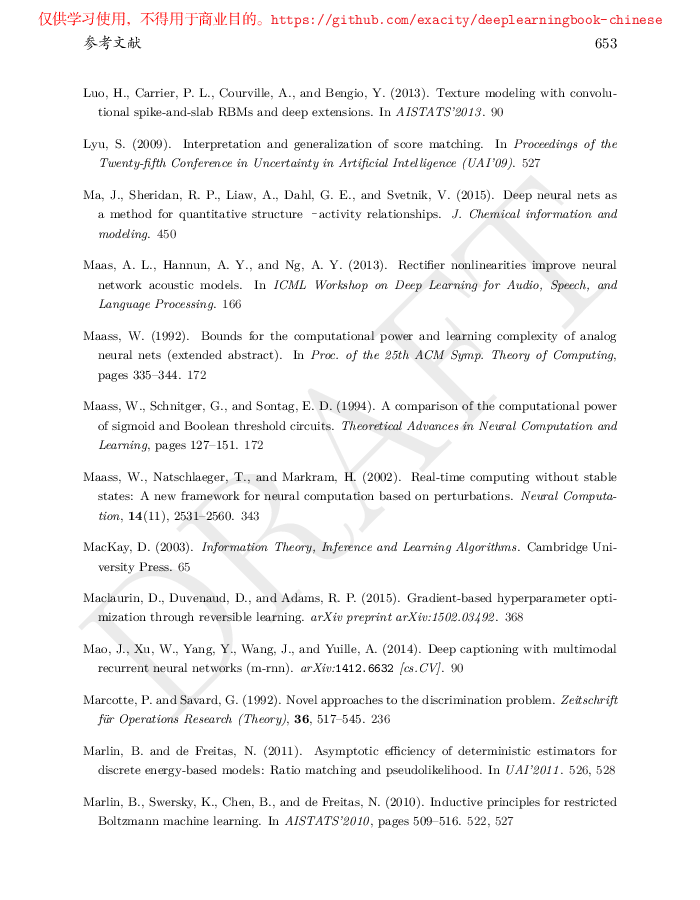 仅供学习使用，不得用于商业目的。https://github.com/exacity/deeplearningbook-chinese
参考文献 653
Luo, H., Carrier, P. L., Courville, A., and Bengio, Y. (2013). Texture modeling with convolu-
tional spike-and-slab RBMs and deep extensions. In AISTATS'2013. 90
Lyu, S. (2009). Interpretation and generalization of score matching. In Proceedings of the
Twenty-fifth Conference in Uncertainty in Artificial Intelligence (UAI'09). 527
Ma, J., Sheridan, R. P., Liaw, A., Dahl, G. E., and Svetnik, V. (2015). Deep neural nets as
a method for quantitative structure -activity relationships. J. Chemical information and
modeling. 450
Maas, A. L., Hannun, A. Y., and Ng, A. Y. (2013). Rectifier nonlinearities improve neural
network acoustic models. In ICML Workshop on Deep Learning for Audio, Speech, and
Language Processing. 166
Maass, W. (1992). Bounds for the computational power and learning complexity of analog
neural nets (extended abstract). In Proc. of the 25th ACM Symp. Theory of Computing,
pages 335–344. 172
Maass, W., Schnitger, G., and Sontag, E. D. (1994). A comparison of the computational power
of sigmoid and Boolean threshold circuits. Theoretical Advances in Neural Computation and
Learning, pages 127–151. 172
Maass, W., Natschlaeger, T., and Markram, H. (2002). Real-time computing without stable
states: A new framework for neural computation based on perturbations. Neural Computa-
tion, 14(11), 2531–2560. 343
MacKay, D. (2003). Information Theory, Inference and Learning Algorithms. Cambridge Uni-
versity Press. 65
Maclaurin, D., Duvenaud, D., and Adams, R. P. (2015). Gradient-based hyperparameter opti-
mization through reversible learning. arXiv preprint arXiv:1502.03492. 368
Mao, J., Xu, W., Yang, Y., Wang, J., and Yuille, A. (2014). Deep captioning with multimodal
recurrent neural networks (m-rnn). arXiv:1412.6632 [cs.CV]. 90
Marcotte, P. and Savard, G. (1992). Novel approaches to the discrimination problem. Zeitschrift
für Operations Research (Theory), 36, 517–545. 236
Marlin, B. and de Freitas, N. (2011). Asymptotic efficiency of deterministic estimators for
discrete energy-based models: Ratio matching and pseudolikelihood. In UAI'2011. 526, 528
Marlin, B., Swersky, K., Chen, B., and de Freitas, N. (2010). Inductive principles for restricted
Boltzmann machine learning. In AISTATS'2010, pages 509–516. 522, 527
DRAFT